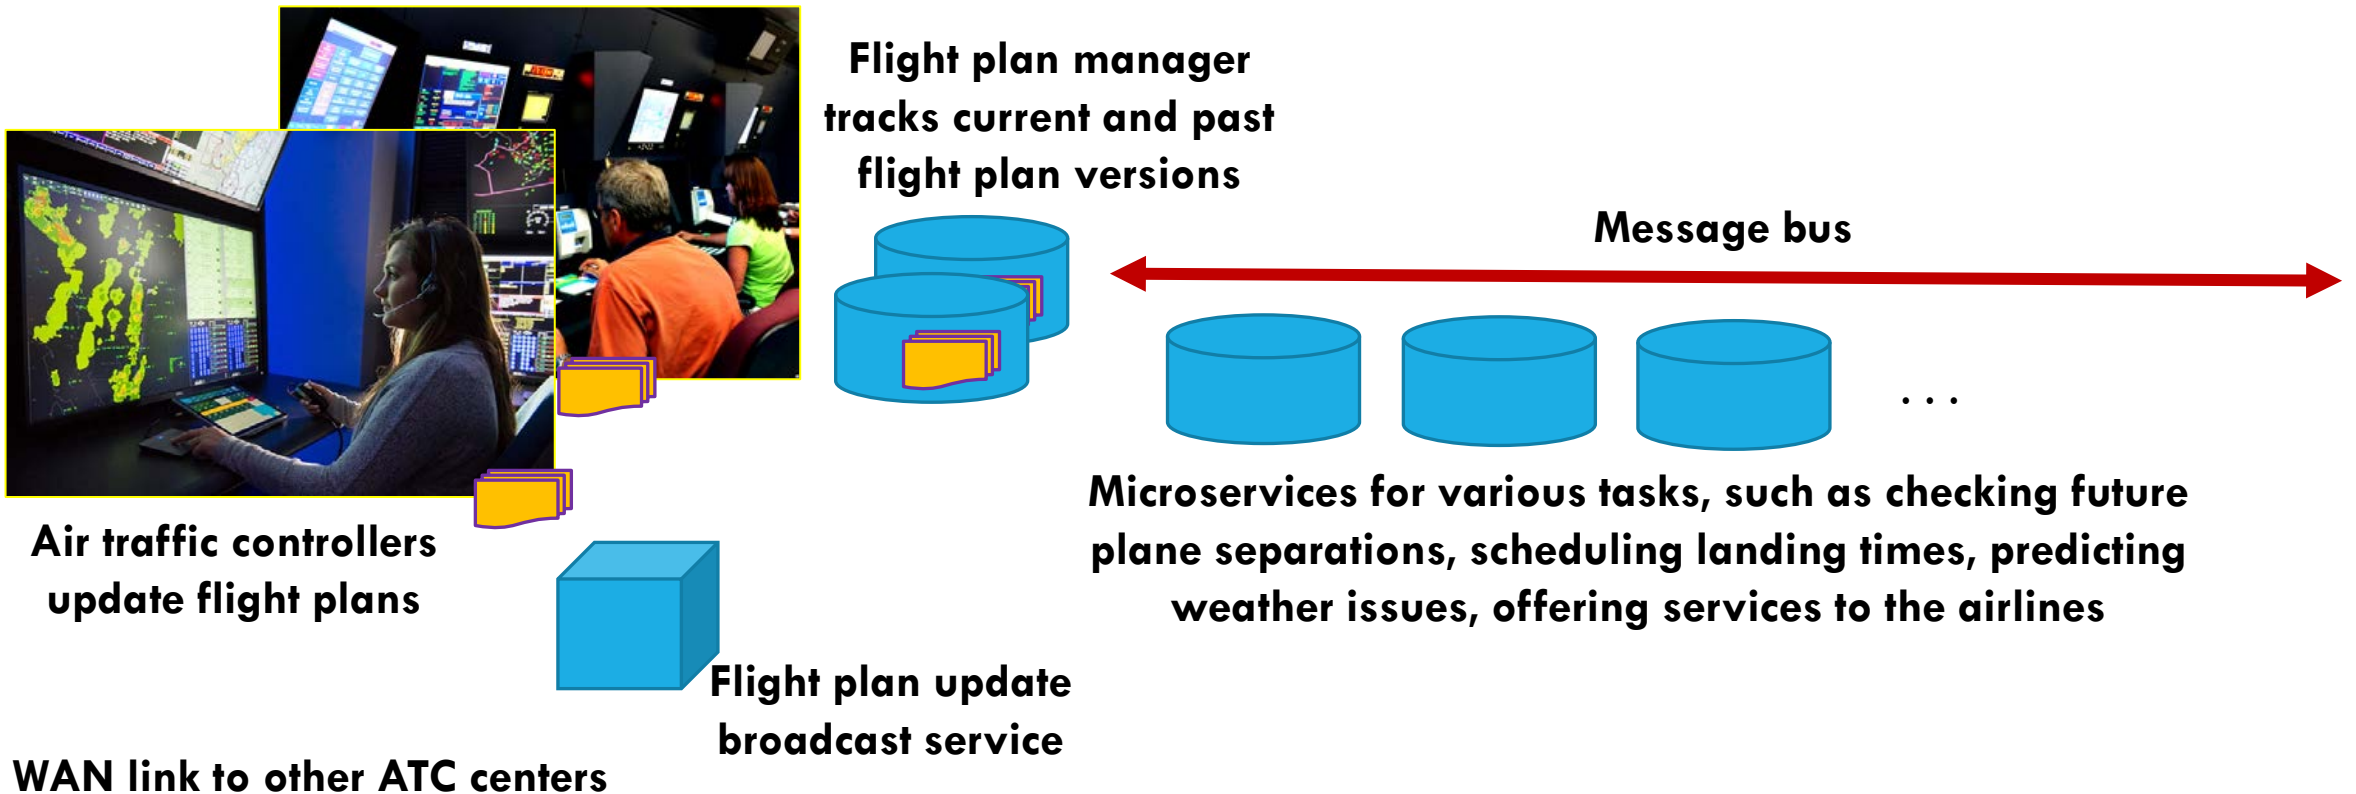 Flight plan manager
tracks current and past
flight plan versions
Message bus
. . .
Microservices for various tasks, such as checking future
plane separations, scheduling landing times, predicting
weather issues, offering services to the airlines
Air traffic controllers
update flight plans
Flight plan update
broadcast service
WAN link to other ATC centers